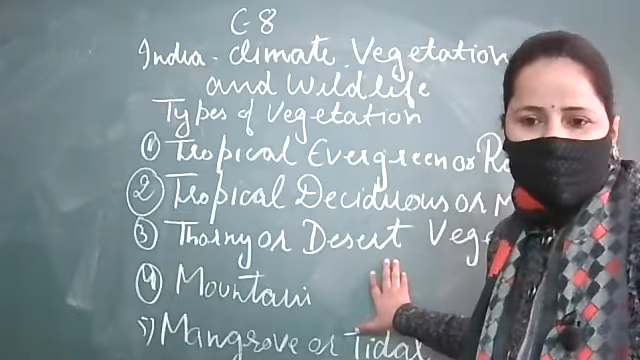 C-8
India - climate, Vegetation
and Wildlife
Types of Vegetation
① Tropical Evergreen or
② Tropical Deciduous or M
③ Thorny or Desert Vege
④ Mountain
5) Mangrove or Tidal